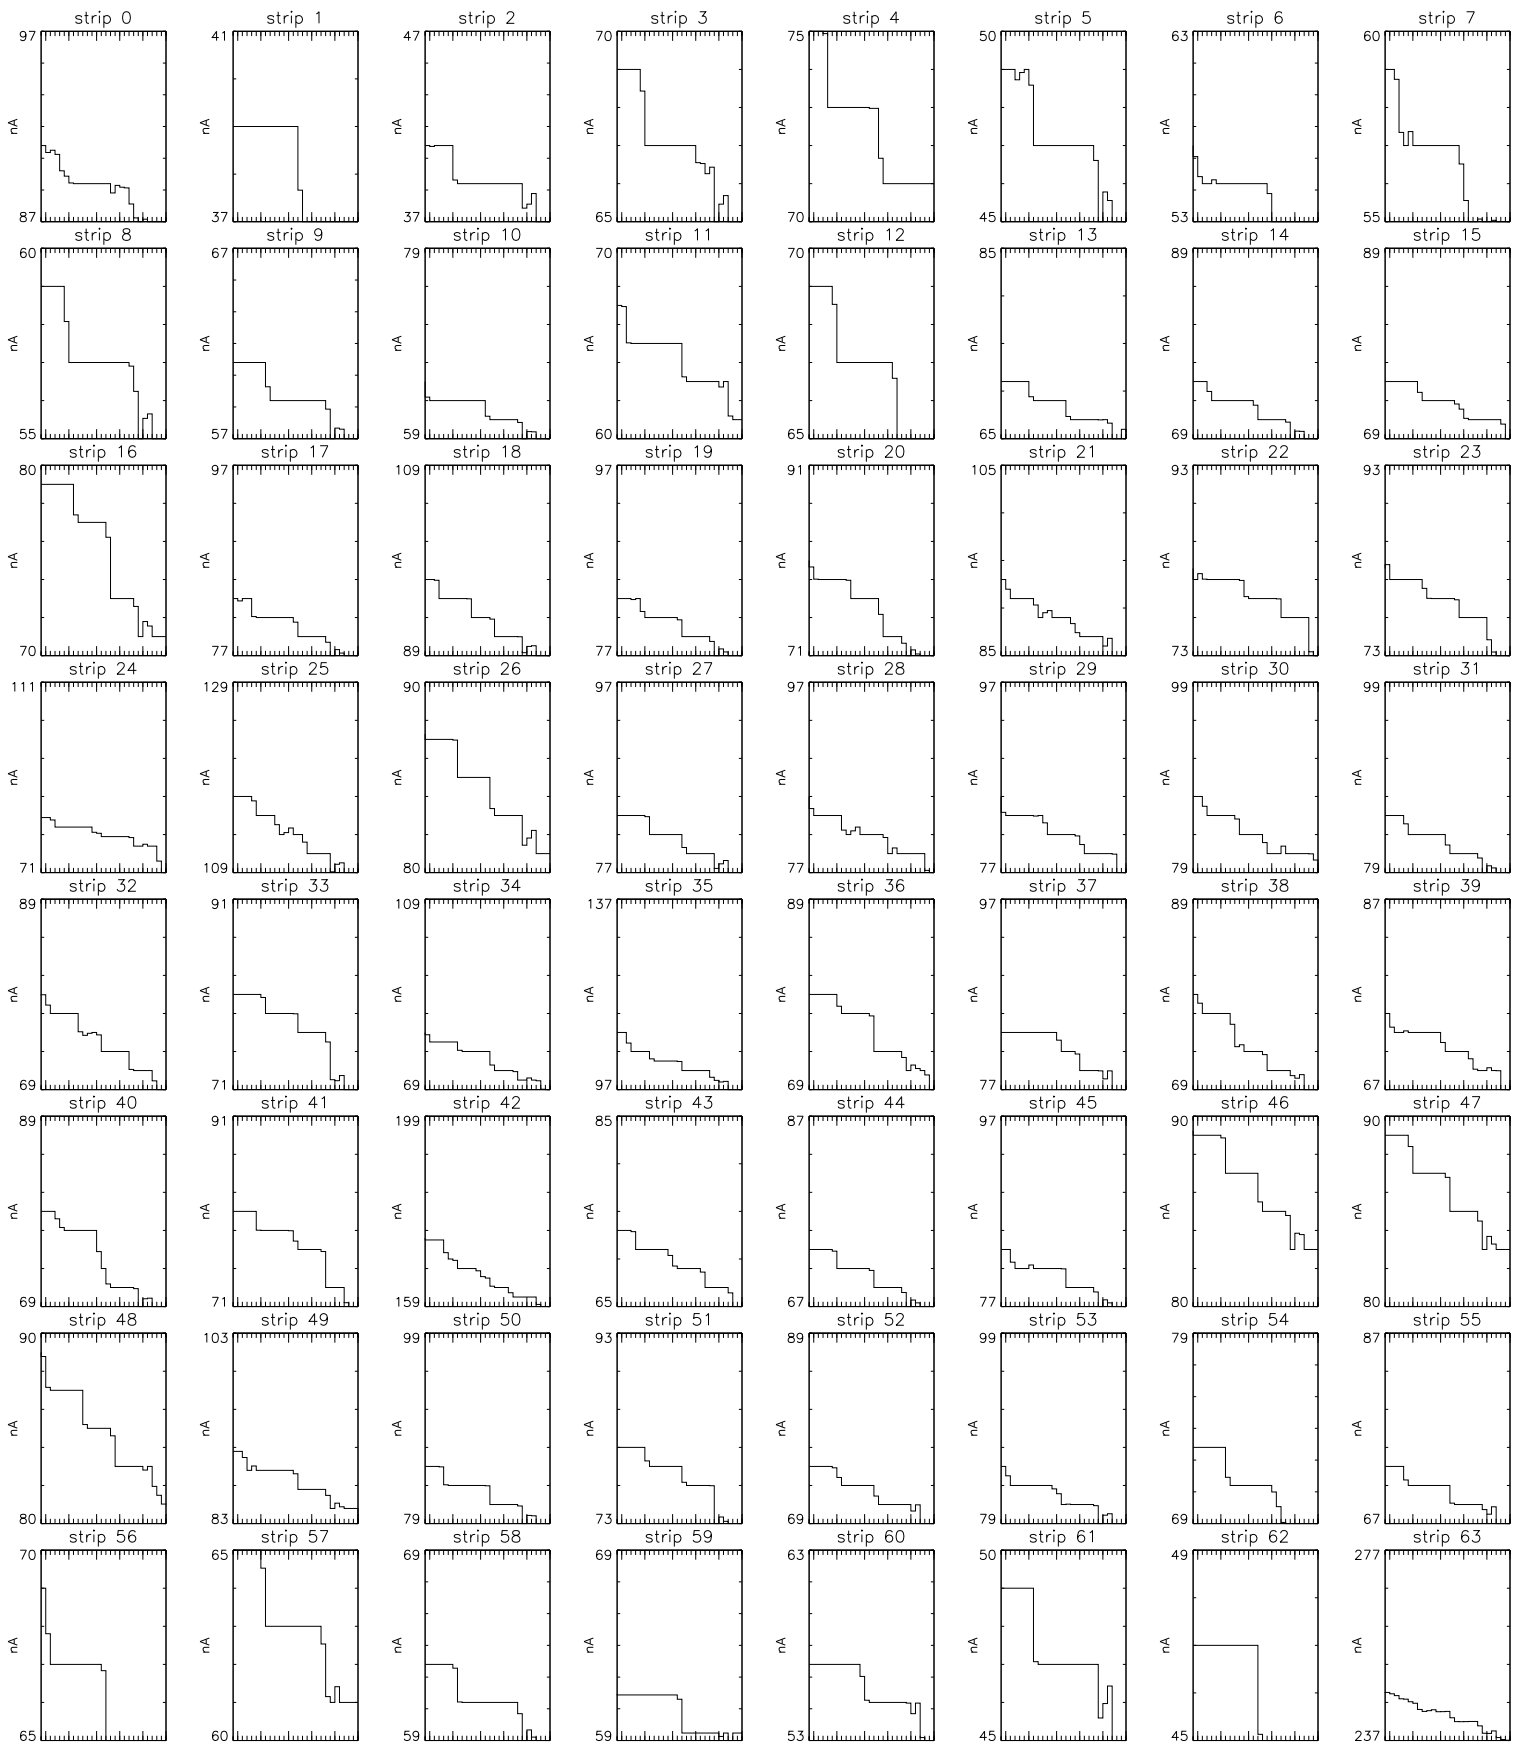 strip 0 strip 1 strip 2 strip 3 strip 4 strip 5 strip 6 strip 7
97 41 47 70 75 50 63 60
nA nA nA nA nA nA nA nA
87 37 37 65 70 45 53 55
strip 8 strip 9 strip 10 strip 11 strip 12 strip 13 strip 14 strip 15
60 67 79 70 70 85 89 89
nA nA nA nA nA nA nA nA
55 57 59 60 65 65 69 69
strip 16 strip 17 strip 18 strip 19 strip 20 strip 21 strip 22 strip 23
80 97 109 97 91 105 93 93
nA nA nA nA nA nA nA nA
70 77 89 77 71 85 73 73
strip 24 strip 25 strip 26 strip 27 strip 28 strip 29 strip 30 strip 31
111 129 90 97 97 97 99 99
nA nA nA nA nA nA nA nA
71 109 80 77 77 77 79 79
strip 32 strip 33 strip 34 strip 35 strip 36 strip 37 strip 38 strip 39
89 91 109 137 89 97 89 87
nA nA nA nA nA nA nA nA
69 71 69 97 69 77 69 67
strip 40 strip 41 strip 42 strip 43 strip 44 strip 45 strip 46 strip 47
89 91 199 85 87 97 90 90
nA nA nA nA nA nA nA nA
69 71 159 65 67 77 80 80
strip 48 strip 49 strip 50 strip 51 strip 52 strip 53 strip 54 strip 55
90 103 99 93 89 99 79 87
nA nA nA nA nA nA nA nA
80 83 79 73 69 79 69 67
strip 56 strip 57 strip 58 strip 59 strip 60 strip 61 strip 62 strip 63
70 65 69 69 63 50 49 277
nA nA nA nA nA nA nA nA
65 60 59 59 53 45 45 237